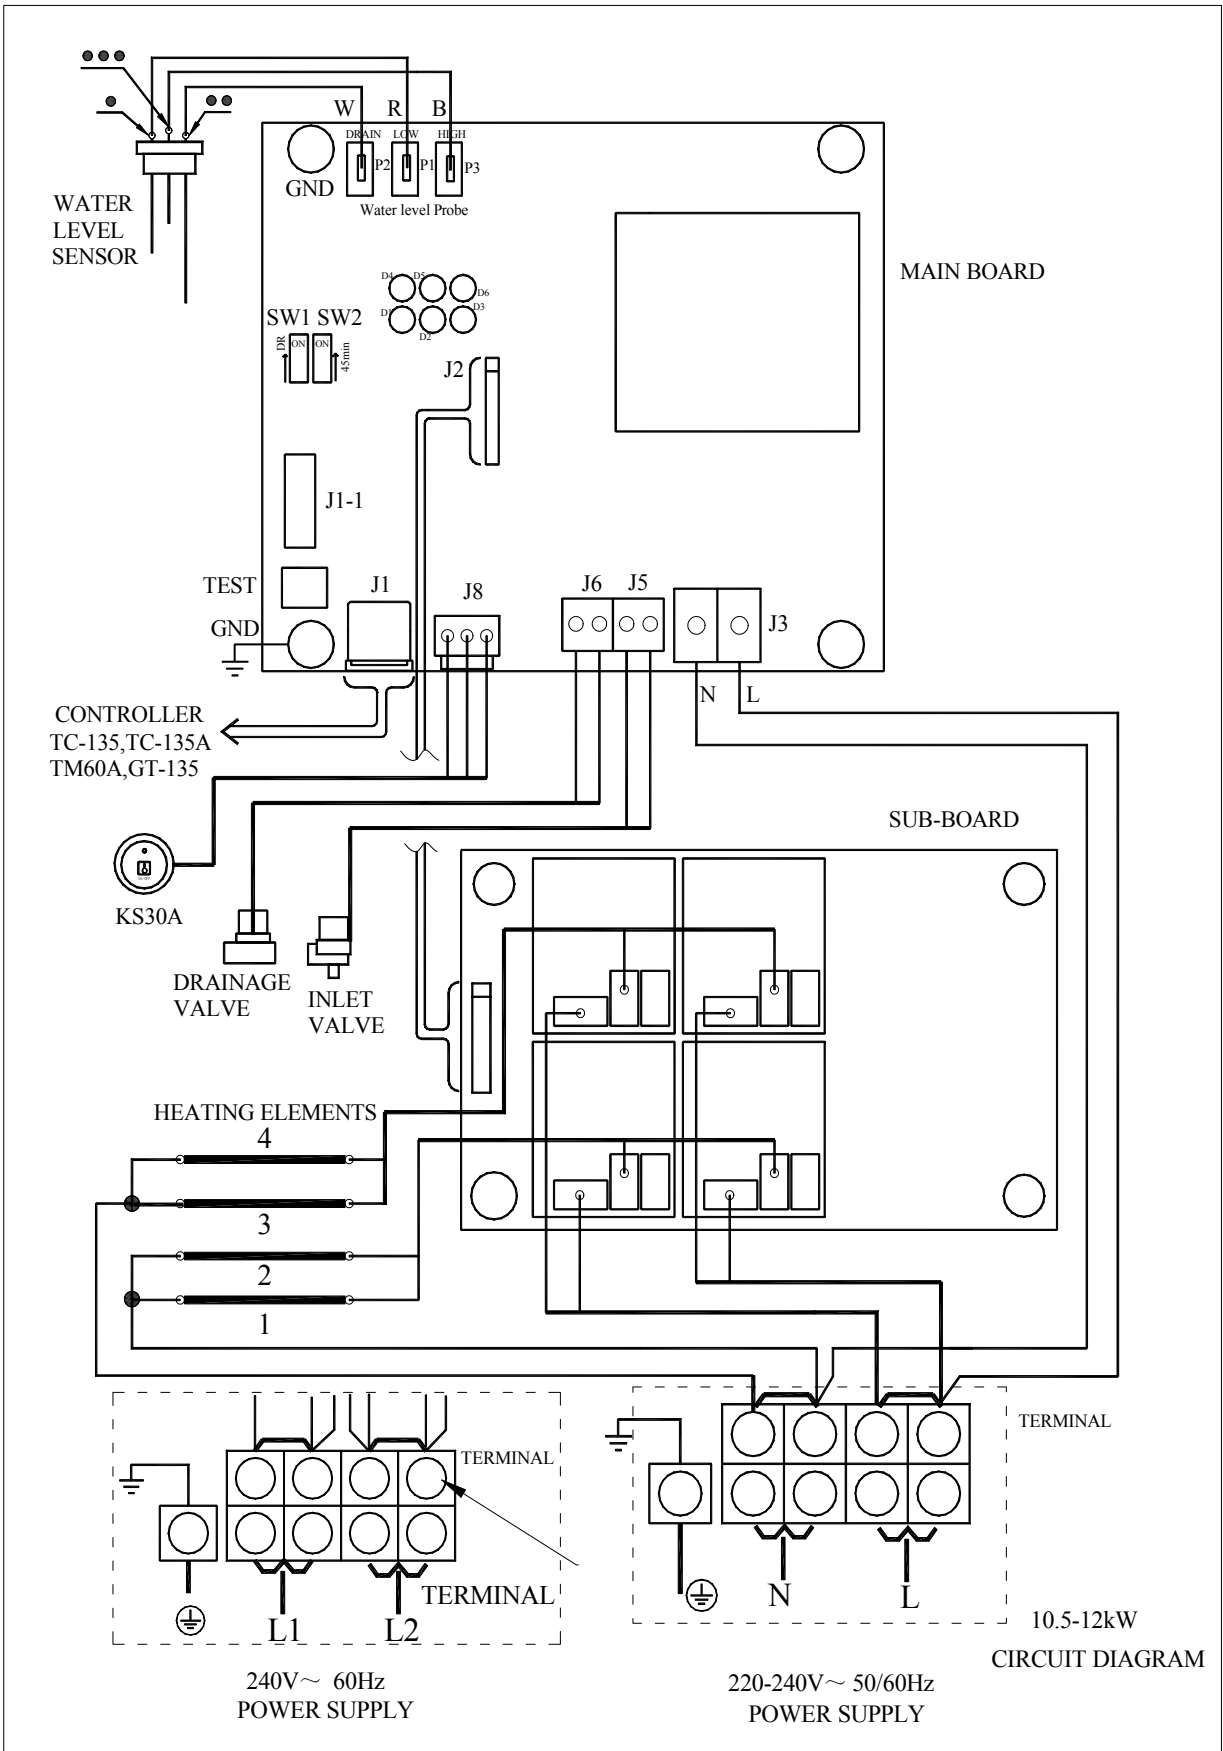 W R B
DRAIN LOW HIGH
P2 P1 P3
GND
Water level Probe
WATER
LEVEL
SENSOR
MAIN BOARD
D4 D5 D6
D1 D2 D3
SW1 SW2
DR ON ON 45min
J2
J1-1
TEST
J1
J8
J6 J5
J3
GND
N L
CONTROLLER
TC-135,TC-135A
TM60A,GT-135
SUB-BOARD
KS30A
DRAINAGE
VALVE
INLET
VALVE
HEATING ELEMENTS
4
3
2
1
TERMINAL
TERMINAL
TERMINAL
L1 L2
N L
10.5-12kW
CIRCUIT DIAGRAM
240V～ 60Hz
POWER SUPPLY
220-240V～ 50/60Hz
POWER SUPPLY